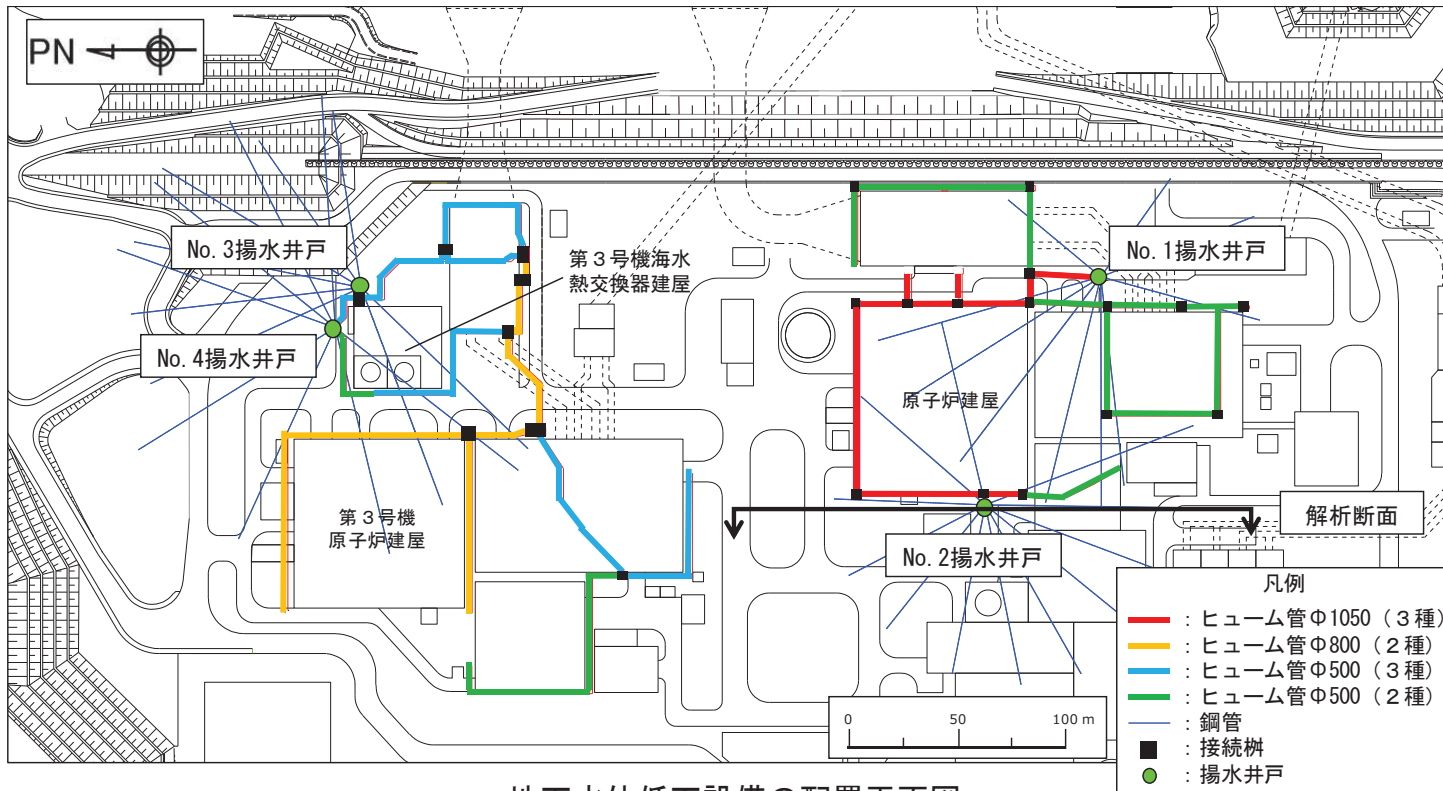 PN
No.3揚水井戸
第３号機海水
熱交換器建屋
No.1揚水井戸
No.4揚水井戸
原子炉建屋
第３号機
原子炉建屋
解析断面
No.2揚水井戸
凡例
：ヒューム管Φ1050（３種）
：ヒューム管Φ800（２種）
：ヒューム管Φ500（３種）
：ヒューム管Φ500（２種）
：鋼管
：接続桝
：揚水井戸
0 50 100 m